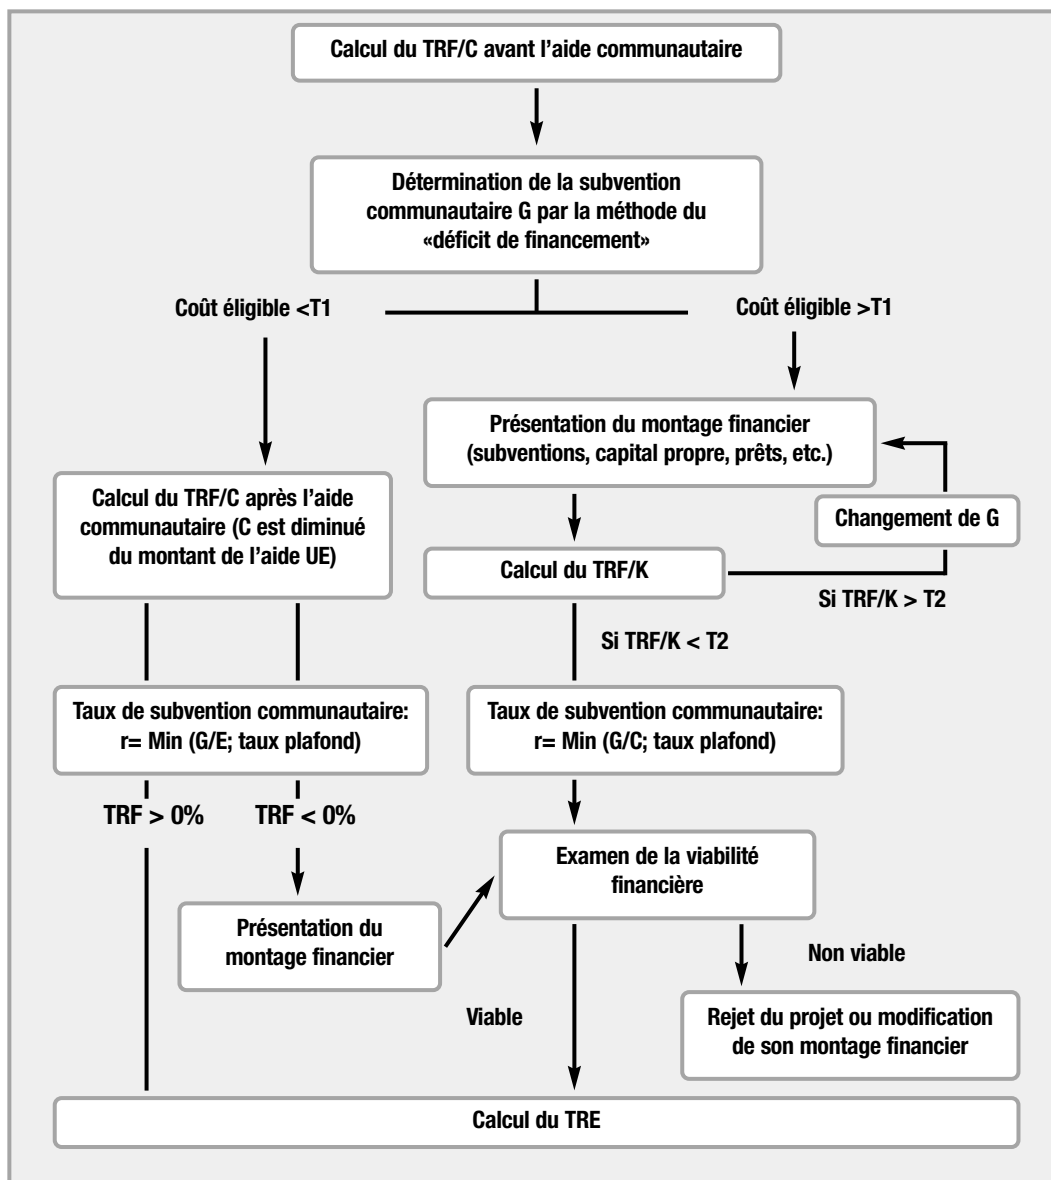 Calcul du TRF/C avant l’aide communautaire
Détermination de la subvention
communautaire G par la méthode du
«déficit de financement»
Coût éligible <T1
Coût éligible >T1
Présentation du montage financier
(subventions, capital propre, prêts, etc.)
Calcul du TRF/C après l’aide
communautaire (C est diminué
du montant de l’aide UE)
Changement de G
Calcul du TRF/K
Si TRF/K > T2
Si TRF/K < T2
Taux de subvention communautaire:
r= Min (G/E; taux plafond)
Taux de subvention communautaire:
r= Min (G/C; taux plafond)
TRF > 0%
TRF < 0%
Examen de la viabilité
financière
Présentation du
montage financier
Non viable
Viable
Rejet du projet ou modification
de son montage financier
Calcul du TRE